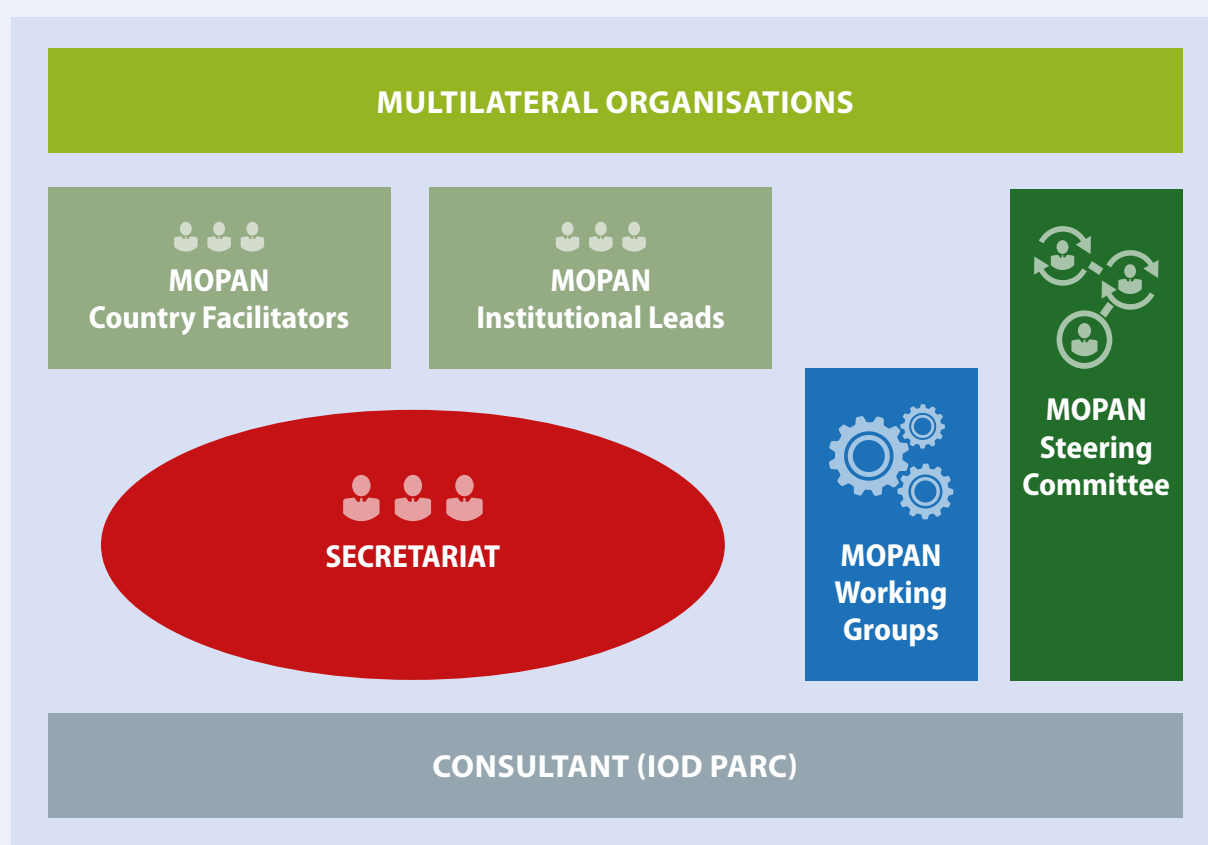 MULTILATERAL ORGANISATIONS
MOPAN
Country Facilitators
MOPAN
Institutional Leads
MOPAN
Steering
Committee
SECRETARIAT
MOPAN
Working
Groups
CONSULTANT (IOD PARC)